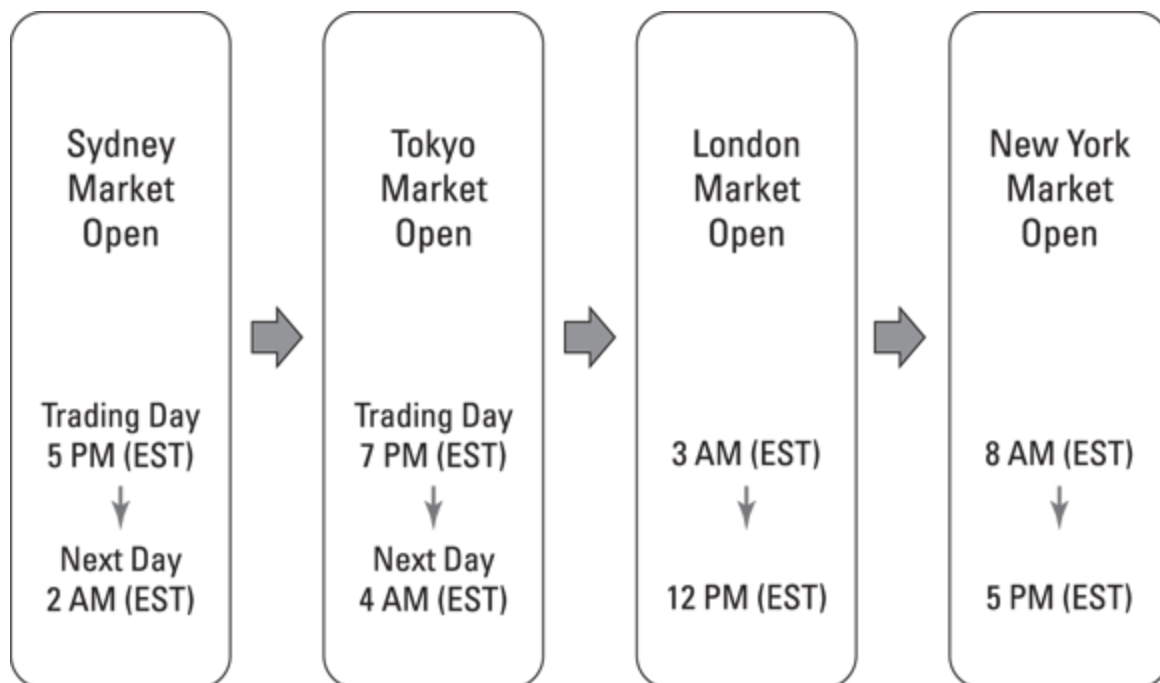 Sydney
Market
Open
Trading Day
5 PM (EST)
Next Day
2 AM (EST)
Tokyo
Market
Open
Trading Day
7 PM (EST)
Next Day
4 AM (EST)
London
Market
Open
3 AM (EST)
12 PM (EST)
New York
Market
Open
8 AM (EST)
5 PM (EST)